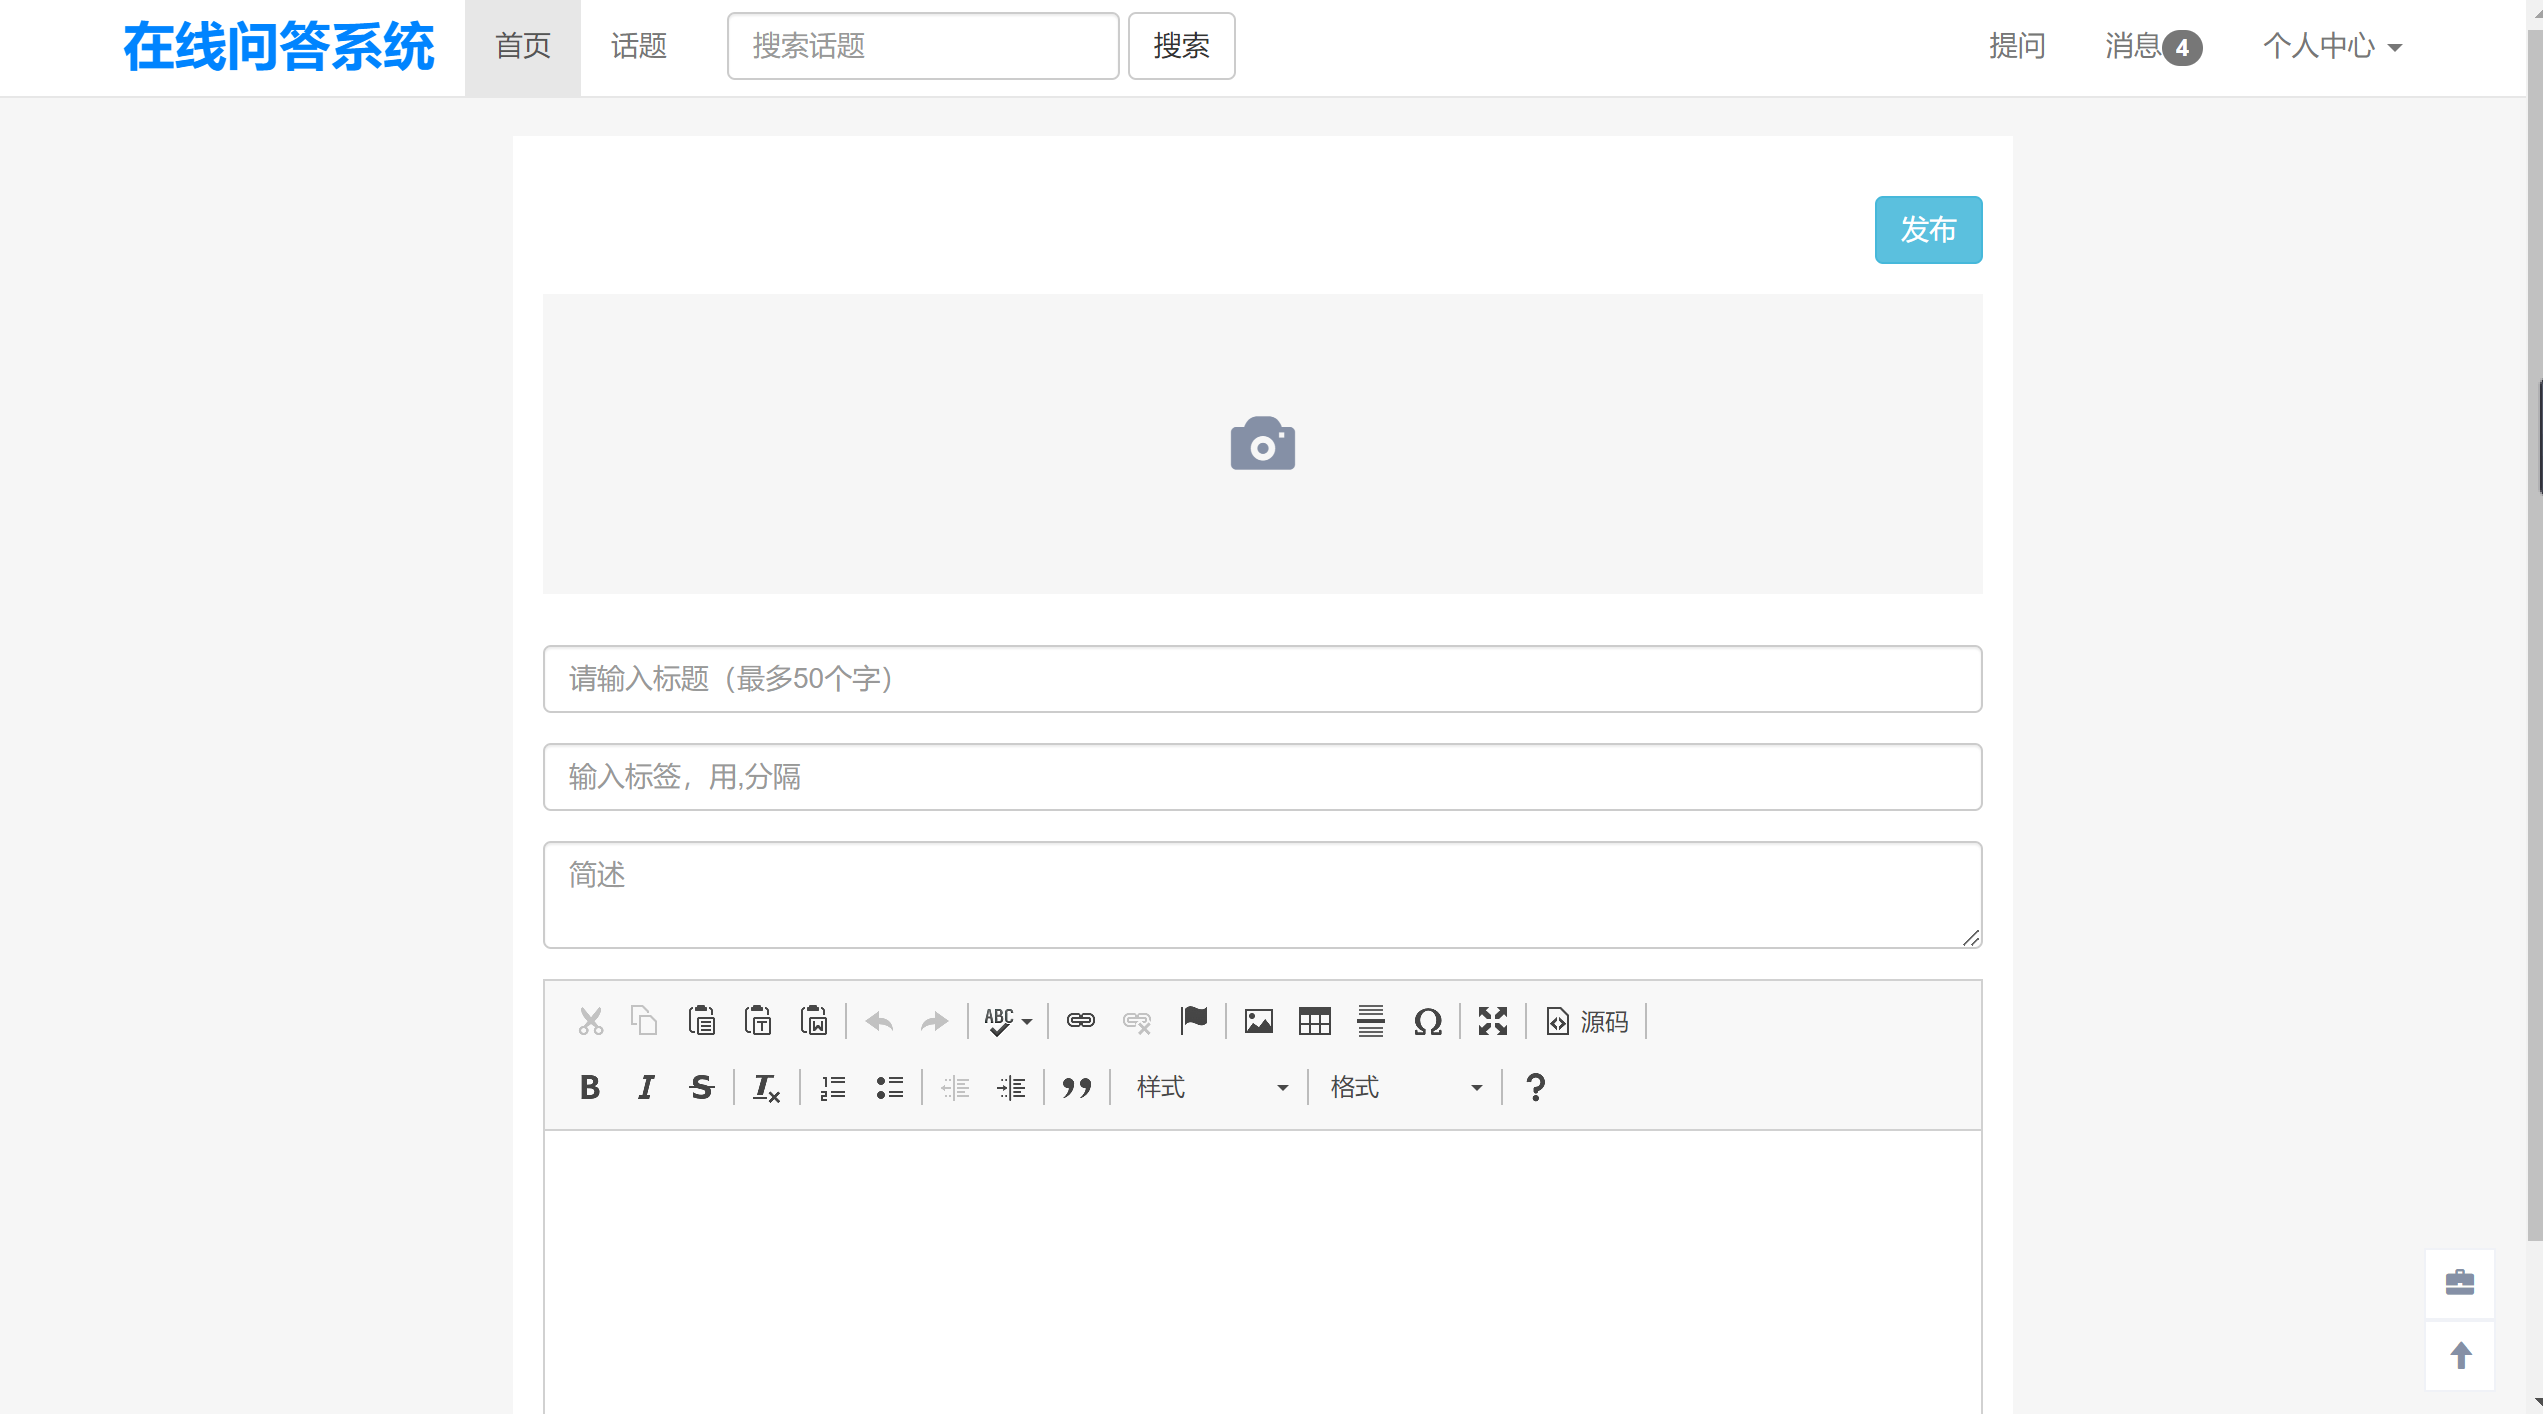 在线问答系统 首页 话题 搜索话题 搜索 提问 消息 4 个人中心
发布
请输入标题（最多50个字）
输入标签，用,分隔
简述
ABC 源码
B I S 样式 格式 ?